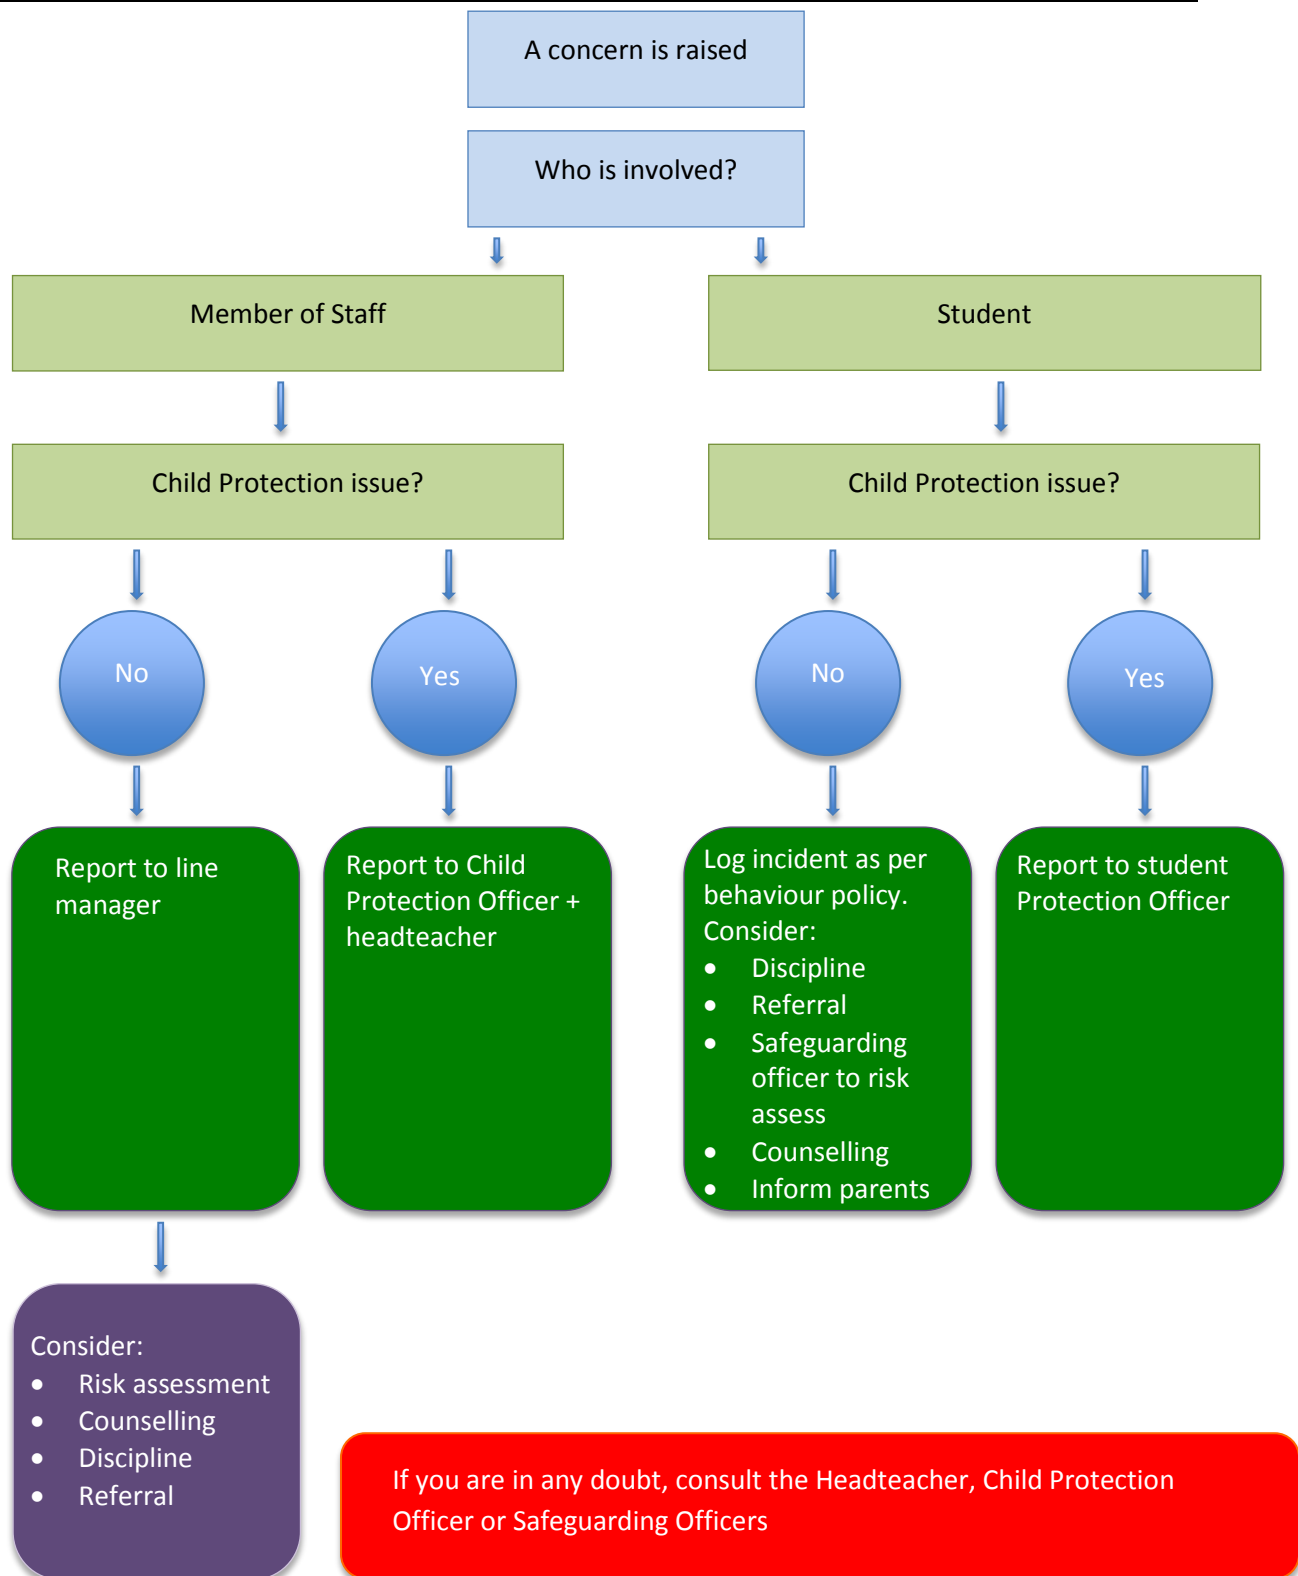 A concern is raised
Who is involved?
Member of Staff
Student
Child Protection issue?
Child Protection issue?
No
Yes
No
Yes
Report to line
manager
Report to Child
Protection Officer +
headteacher
Log incident as per
behaviour policy.
Consider:
• Discipline
• Referral
• Safeguarding
officer to risk
assess
• Counselling
• Inform parents
Report to student
Protection Officer
Consider:
• Risk assessment
• Counselling
• Discipline
• Referral
If you are in any doubt, consult the Headteacher, Child Protection
Officer or Safeguarding Officers